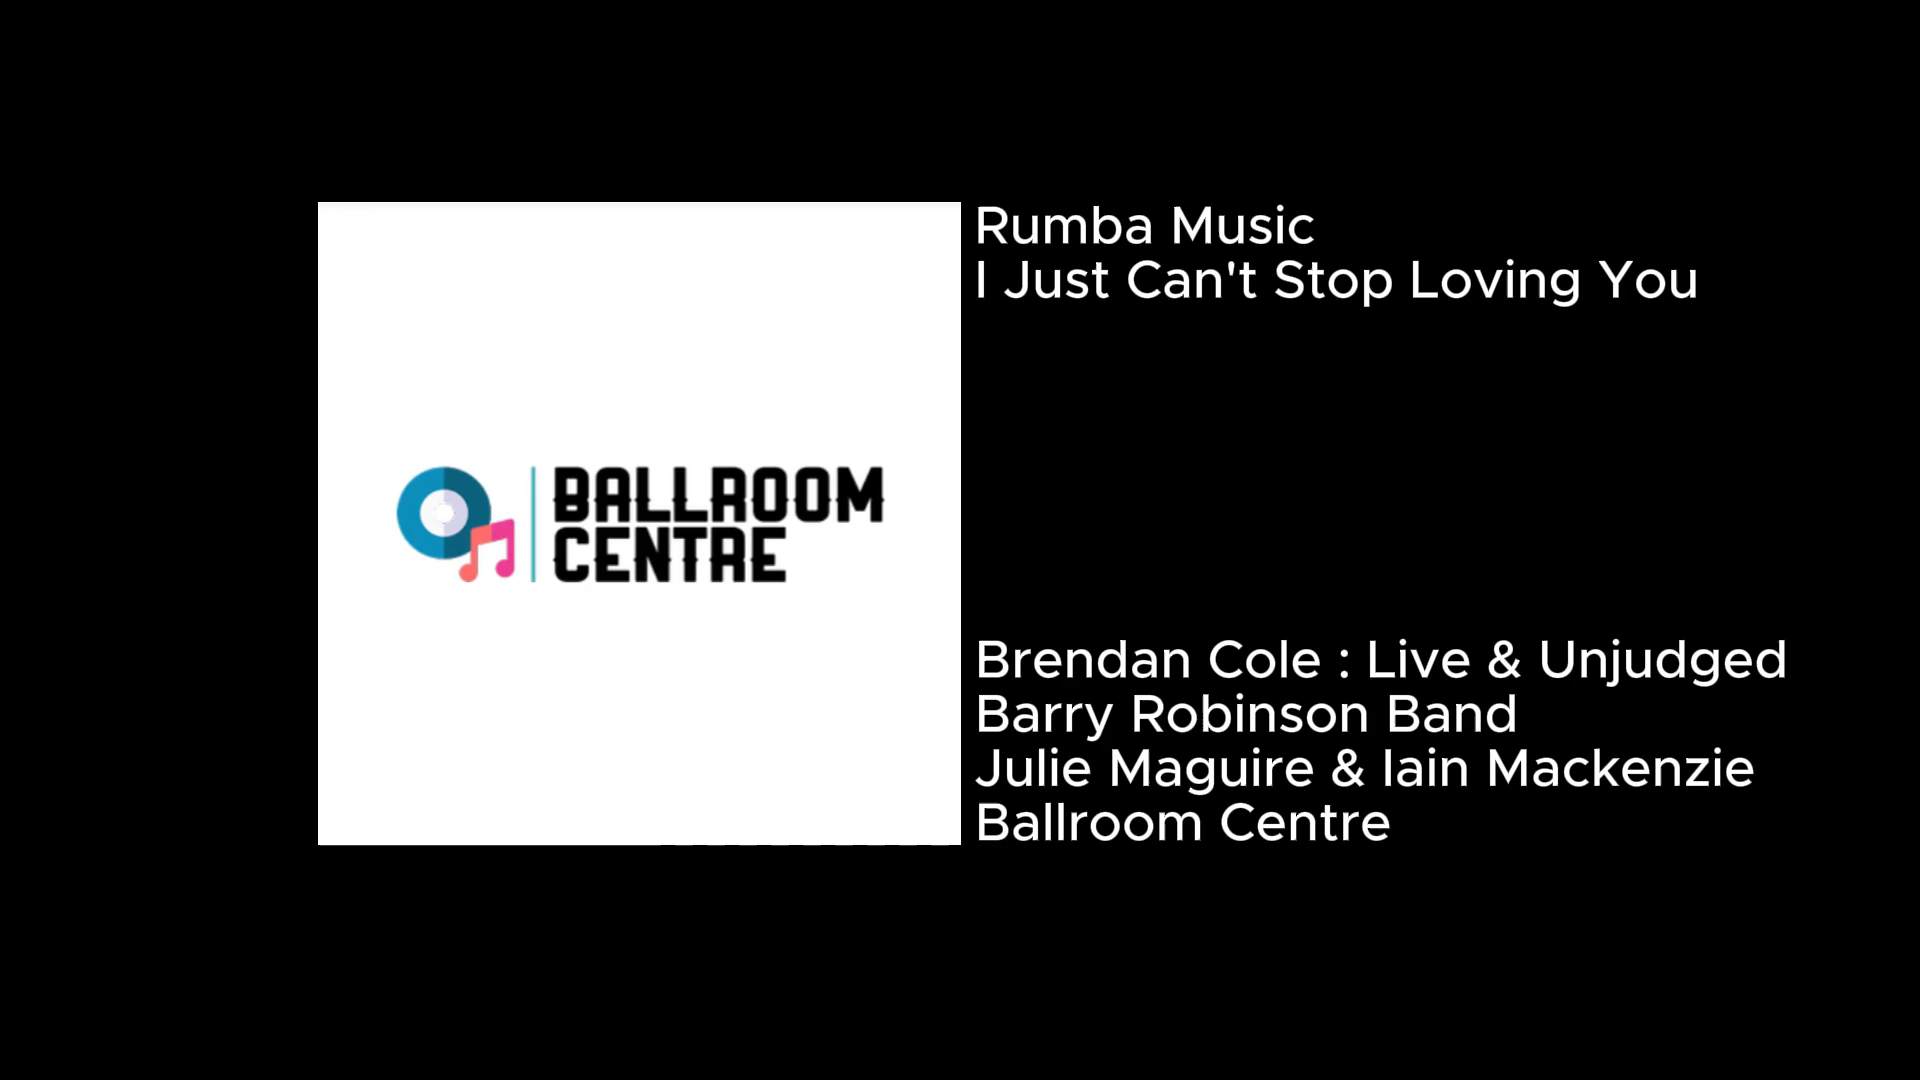 BALLROOM
CENTRE
Rumba Music
I Just Can't Stop Loving You
Brendan Cole : Live & Unjudged
Barry Robinson Band
Julie Maguire & Iain Mackenzie
Ballroom Centre